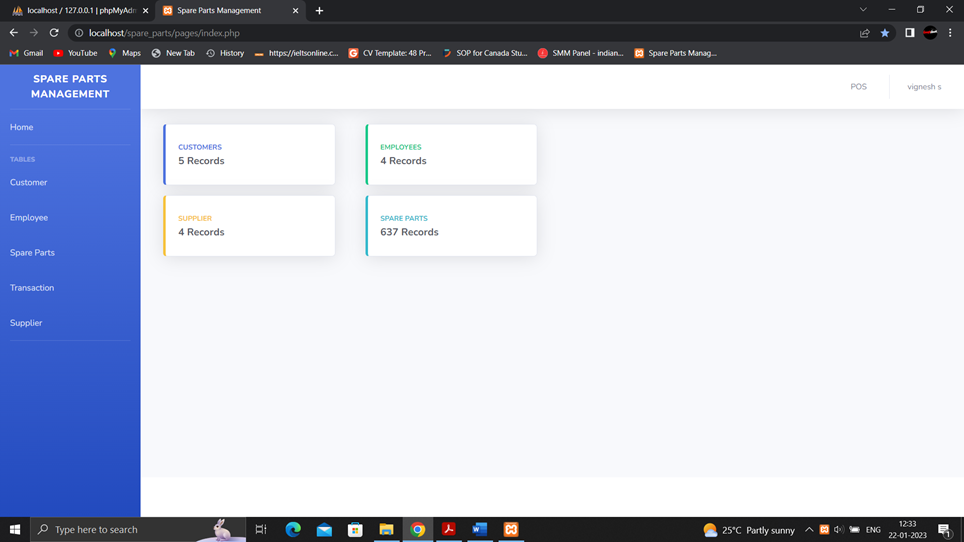 localhost / 127.0.0.1 | phpMyAdm
Spare Parts Management
localhost/spare_parts/pages/index.php
Gmail
YouTube
Maps
New Tab
History
https://ieltsonline.c...
CV Template: 48 Pr...
SOP for Canada Stu...
SMM Panel - indian...
Spare Parts Manag...
SPARE PARTS
MANAGEMENT
POS
vignesh s
Home
TABLES
Customer
Employee
Spare Parts
Transaction
Supplier
CUSTOMERS
5 Records
EMPLOYEES
4 Records
SUPPLIER
4 Records
SPARE PARTS
637 Records
Type here to search
25°C Partly sunny
ENG
12:33
22-01-2023
1